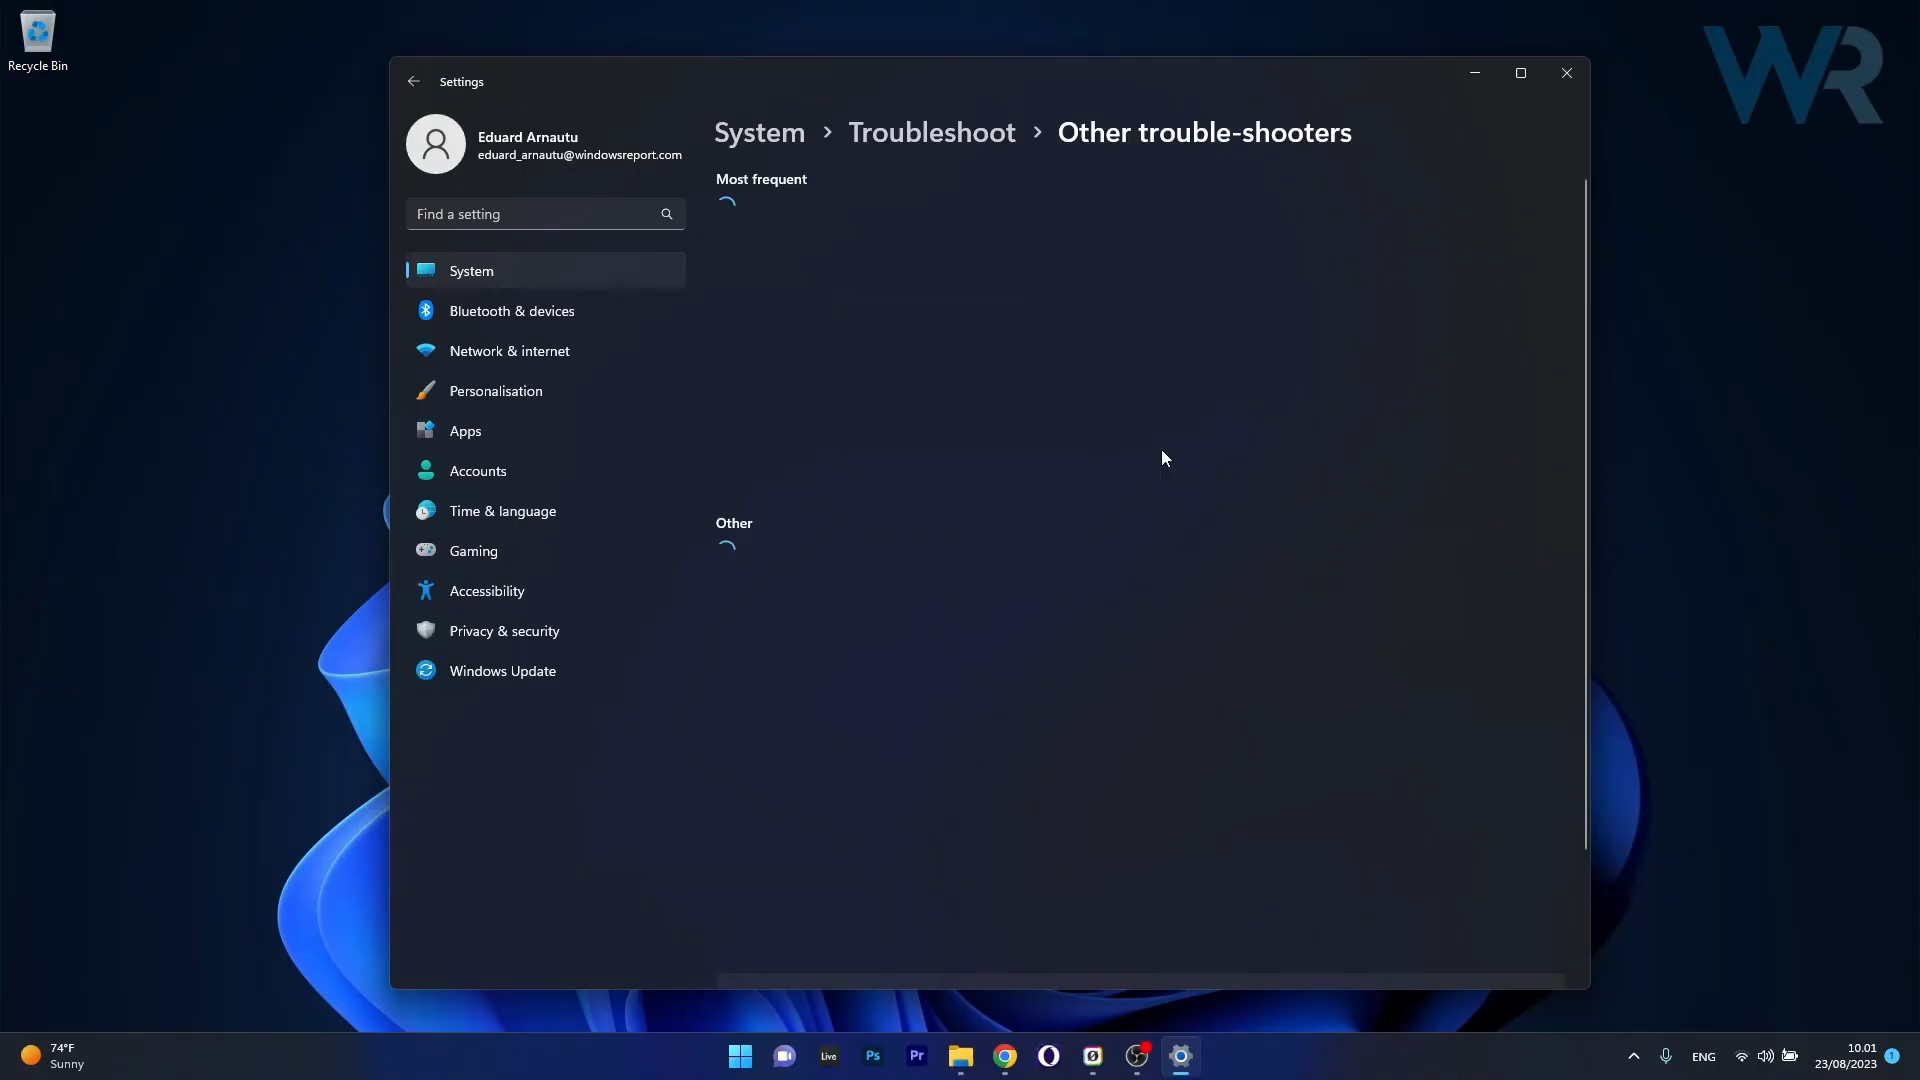 Recycle Bin
WR
Settings
Eduard Arnautu
eduard_arnautu@windowsreport.com
Find a setting
System
Bluetooth & devices
Network & internet
Personalisation
Apps
Accounts
Time & language
Gaming
Accessibility
Privacy & security
Windows Update
System > Troubleshoot > Other trouble-shooters
Most frequent
Other
74°F
Sunny
Live
Ps
Pr
ENG
10.01
23/08/2023
1